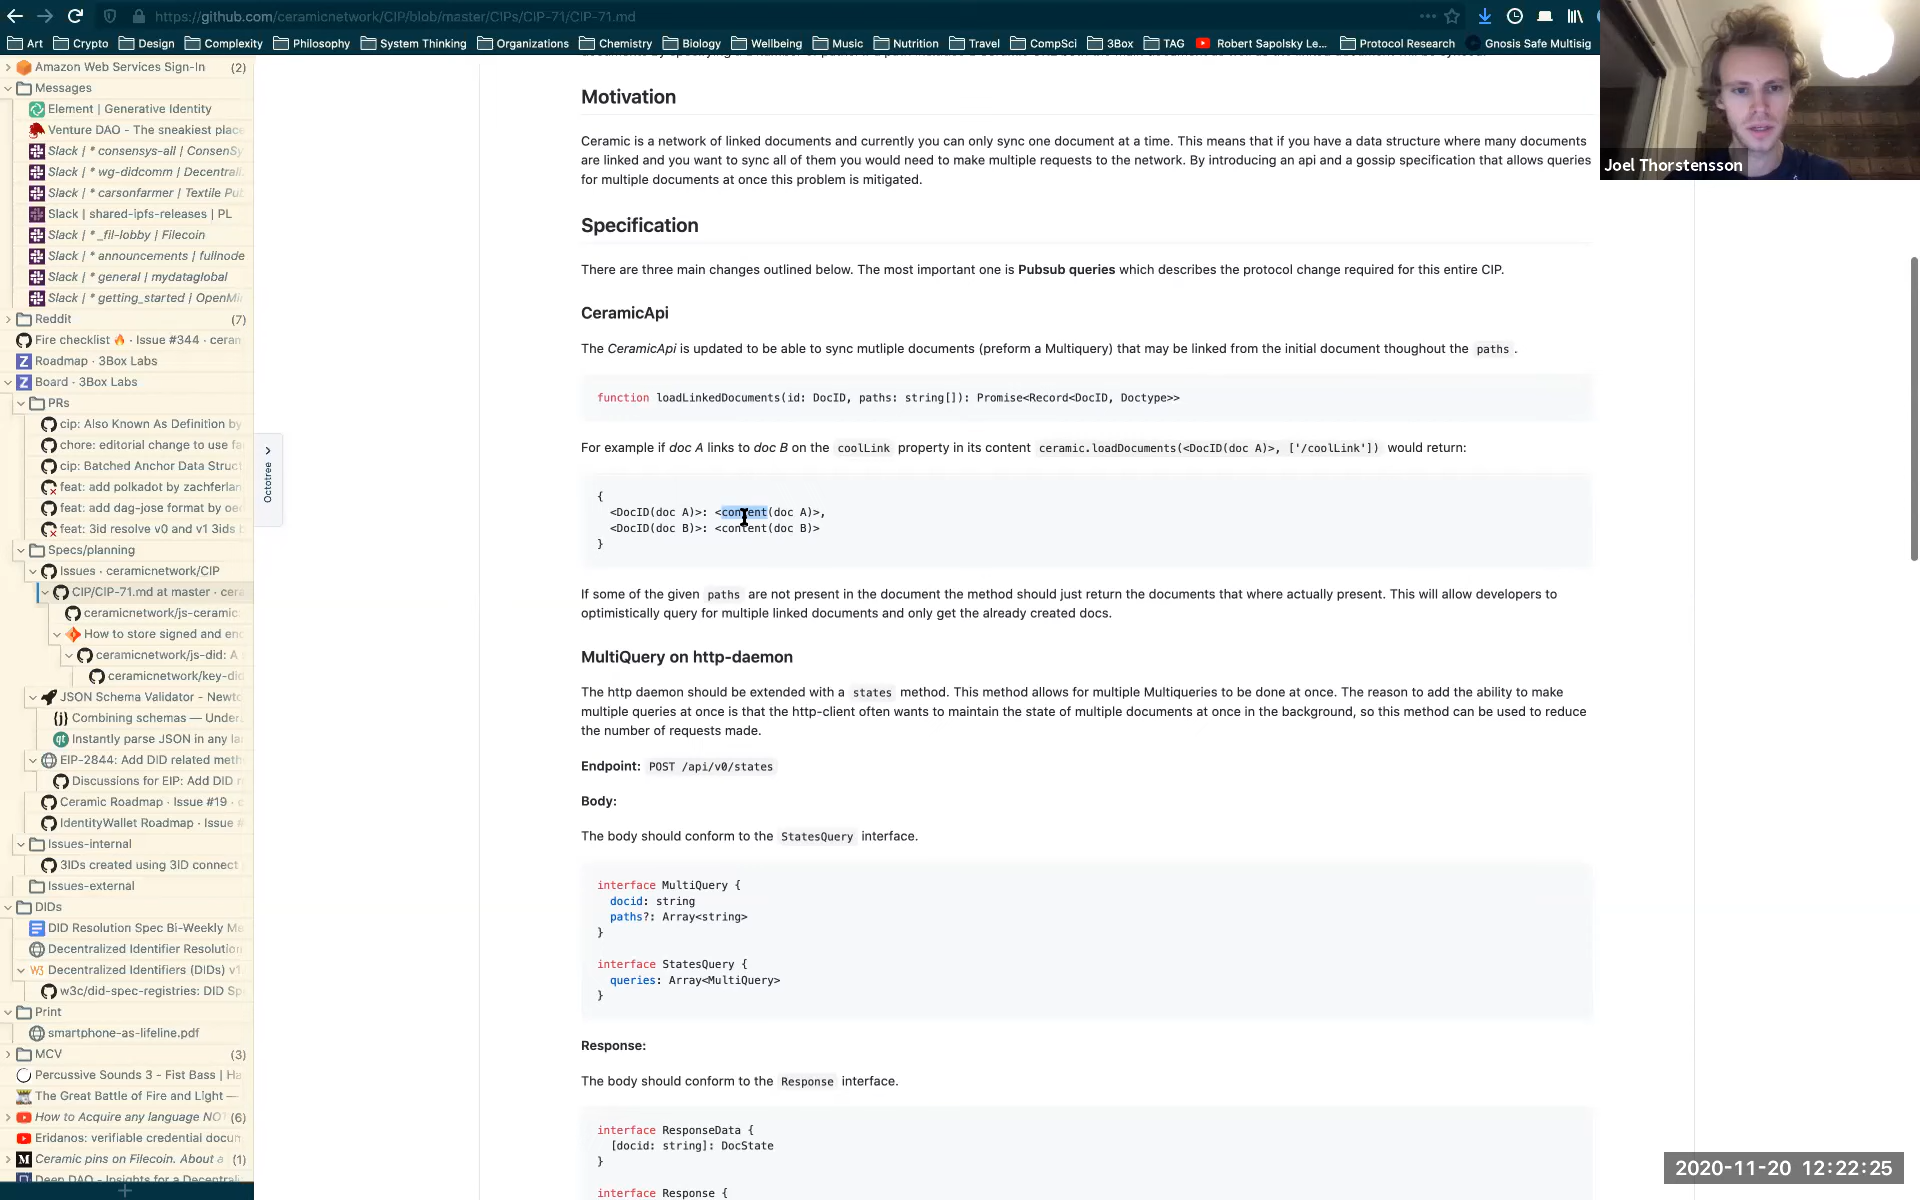 https://github.com/ceramicnetwork/CIP/blob/master/CIPs/CIP-71/CIP-71.md
Art Crypto Design Complexity Philosophy System Thinking Organizations Chemistry Biology Wellbeing Music Nutrition Travel CompSci 3Box TAG Robert Sapolsky Le... Protocol Research Gnosis Safe Multisig
Amazon Web Services Sign-In (2)
Messages
Element | Generative Identity
Venture DAO - The sneakiest place
Slack | * consensys-all | ConsenSy
Slack | * wg-didcomm | Decentrali
Slack | * carsonfarmer | Textile Pu
Slack | shared-ipfs-releases | PL
Slack | * _fil-lobby | Filecoin
Slack | * announcements | fullnode
Slack | * general | mydataglobal
Slack | * getting_started | OpenMi
Reddit (7)
Fire checklist 🔥 · Issue #344 · ceram
Roadmap · 3Box Labs
Board · 3Box Labs
PRs
cip: Also Known As Definition by
chore: editorial change to use fa
cip: Batched Anchor Data Struct
feat: add polkadot by zachferlan
feat: add dag-jose format by oed
feat: 3id resolve v0 and v1 3ids b
Specs/planning
Issues · ceramicnetwork/CIP
CIP/CIP-71.md at master · cera
ceramicnetwork/js-ceramic:
How to store signed and enc
ceramicnetwork/js-did: A
ceramicnetwork/key-did
JSON Schema Validator - Newto
Combining schemas — Under
Instantly parse JSON in any la
EIP-2844: Add DID related meth
Discussions for EIP: Add DID r
Ceramic Roadmap · Issue #19 ·
IdentityWallet Roadmap · Issue #
Issues-internal
3IDs created using 3ID connect
Issues-external
DIDs
DID Resolution Spec Bi-Weekly Me
Decentralized Identifier Resolution
W3 Decentralized Identifiers (DIDs) v1
w3c/did-spec-registries: DID Sp
Print
smartphone-as-lifeline.pdf
MCV (3)
Percussive Sounds 3 - Fist Bass | Ha
The Great Battle of Fire and Light —
How to Acquire any language NOT (6)
Eridanos: verifiable credential docum
Ceramic pins on Filecoin. About a (1)
Deep DAO - Insights for a Decentrali
Octotree
Motivation
Ceramic is a network of linked documents and currently you can only sync one document at a time. This means that if you have a data structure where many documents
are linked and you want to sync all of them you would need to make multiple requests to the network. By introducing an api and a gossip specification that allows queries
for multiple documents at once this problem is mitigated.
Specification
There are three main changes outlined below. The most important one is Pubsub queries which describes the protocol change required for this entire CIP.
CeramicApi
The CeramicApi is updated to be able to sync mutliple documents (preform a Multiquery) that may be linked from the initial document thoughout the paths .
function loadLinkedDocuments(id: DocID, paths: string[]): Promise<Record<DocID, Doctype>>
For example if doc A links to doc B on the coolLink property in its content ceramic.loadDocuments(<DocID(doc A)>, ['/coolLink']) would return:
{
<DocID(doc A)>: <content(doc A)>,
<DocID(doc B)>: <content(doc B)>
}
If some of the given paths are not present in the document the method should just return the documents that where actually present. This will allow developers to
optimistically query for multiple linked documents and only get the already created docs.
MultiQuery on http-daemon
The http daemon should be extended with a states method. This method allows for multiple Multiqueries to be done at once. The reason to add the ability to make
multiple queries at once is that the http-client often wants to maintain the state of multiple documents at once in the background, so this method can be used to reduce
the number of requests made.
Endpoint: POST /api/v0/states
Body:
The body should conform to the StatesQuery interface.
interface MultiQuery {
docid: string
paths?: Array<string>
}
interface StatesQuery {
queries: Array<MultiQuery>
}
Response:
The body should conform to the Response interface.
interface ResponseData {
[docid: string]: DocState
}
interface Response {
Joel Thorstensson
2020-11-20 12:22:25